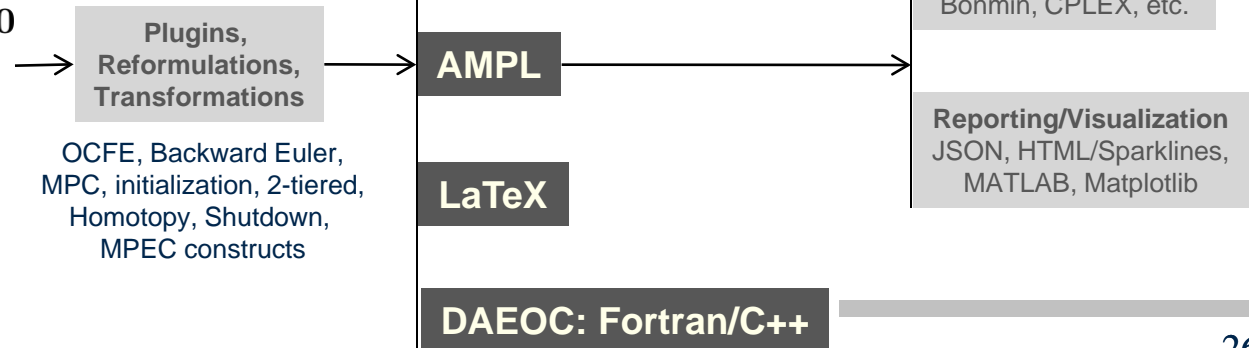 0
Plugins,
Reformulations,
Transformations
OCFE, Backward Euler,
MPC, initialization, 2-tiered,
Homotopy, Shutdown,
MPEC constructs
AMPL
LaTeX
DAEOC: Fortran/C++
Bonmin, CPLEX, etc.
Reporting/Visualization
JSON, HTML/Sparklines,
MATLAB, Matplotlib